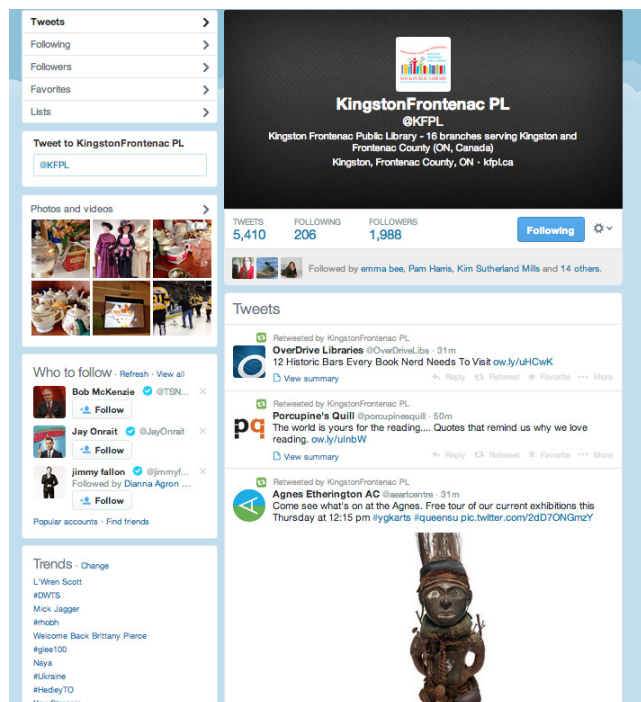 Tweets
Following
Followers
Favorites
Lists
Tweet to KingstonFrontenac PL
@KFPL
Photos and videos
Who to follow · Refresh · View all
Bob McKenzie @TSN...
Follow
Jay Onrait @JayOnrait
Follow
jimmy fallon @jimmyf...
Followed by Dianna Agron ...
Follow
Popular accounts · Find friends
Trends · Change
L'Wren Scott
#DWTS
Mick Jagger
#rhobh
Welcome Back Brittany Pierce
#glee100
Naya
#Ukraine
#HedleyTO
YOUR PUBLIC LIBRARY
KingstonFrontenac PL
@KFPL
Kingston Frontenac Public Library - 16 branches serving Kingston and
Frontenac County (ON, Canada)
Kingston, Frontenac County, ON · kfpl.ca
TWEETS
5,410
FOLLOWING
206
FOLLOWERS
1,988
Following
Followed by emma bee, Pam Harris, Kim Sutherland Mills and 14 others.
Tweets
Retweeted by KingstonFrontenac PL
OverDrive Libraries @OverDriveLibs · 31m
12 Historic Bars Every Book Nerd Needs To Visit ow.ly/uHCwK
View summary
Reply Retweet Favorite More
Retweeted by KingstonFrontenac PL
pq
Porcupine's Quill @porcupinesquill · 50m
The world is yours for the reading.... Quotes that remind us why we love
reading. ow.ly/ulnbW
View summary
Reply Retweet Favorite More
Retweeted by KingstonFrontenac PL
Agnes Etherington AC @aeartcentre · 31m
Come see what's on at the Agnes. Free tour of our current exhibitions this
Thursday at 12:15 pm #ygkarts #queensu pic.twitter.com/2dD7ONGmzY